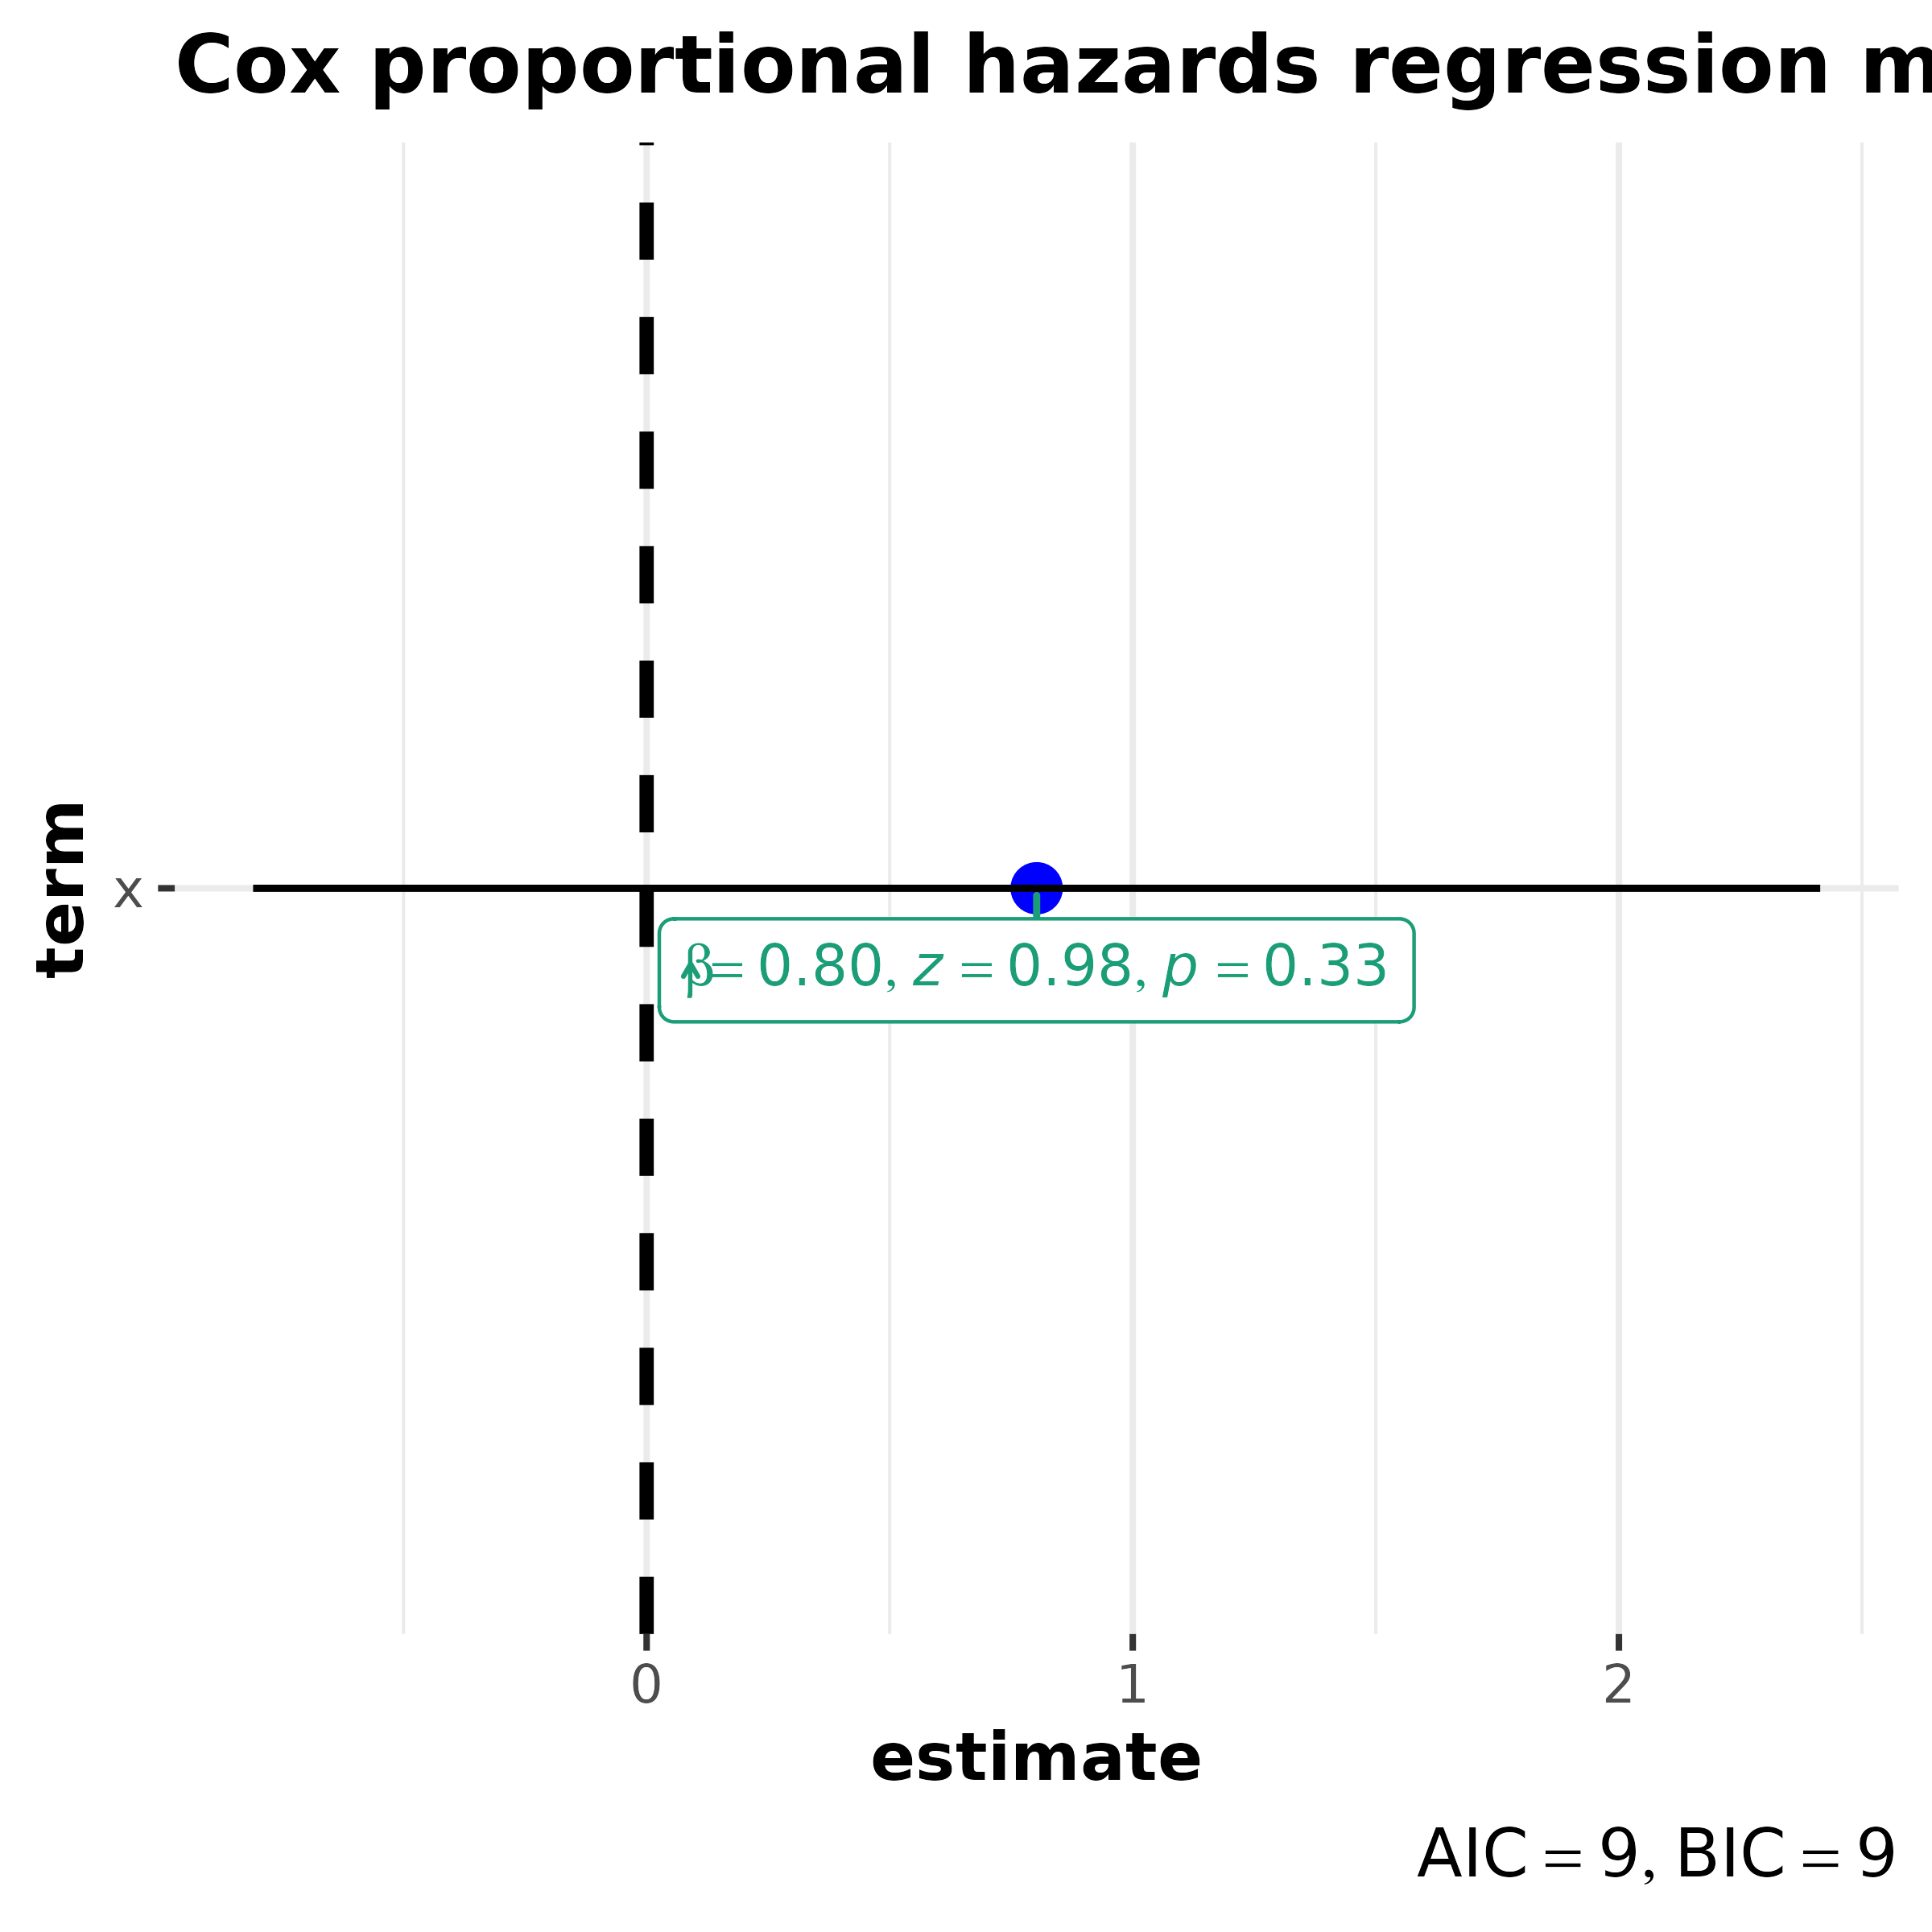 Cox proportional hazards regression m
term
x
β̂ = 0.80, z = 0.98, p = 0.33
0 1 2
estimate
AIC = 9, BIC = 9